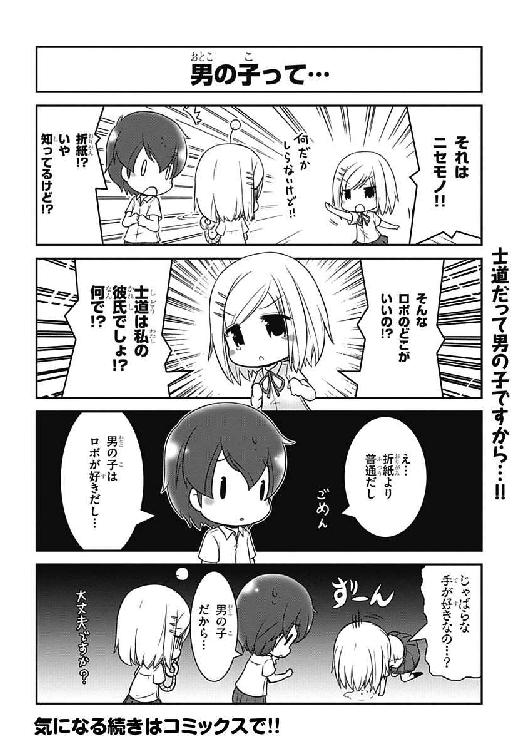 男の子って…
それは
ニセモノ!!
何だか
しらないけど!!
折紙!?
いや
知ってるけど!?
そんな
ロボのどこが
いいの!?
士道は私の
彼氏でしょ!?
何で!?
え…
折紙より
普通だし
ごめん
男の子は
ロボが好きだし…
じゃばらな
手が好きなの…?
ずーん
男の子
だから…
大丈夫ですか?
士道だって男の子ですから…!!
気になる続きはコミックスで!!